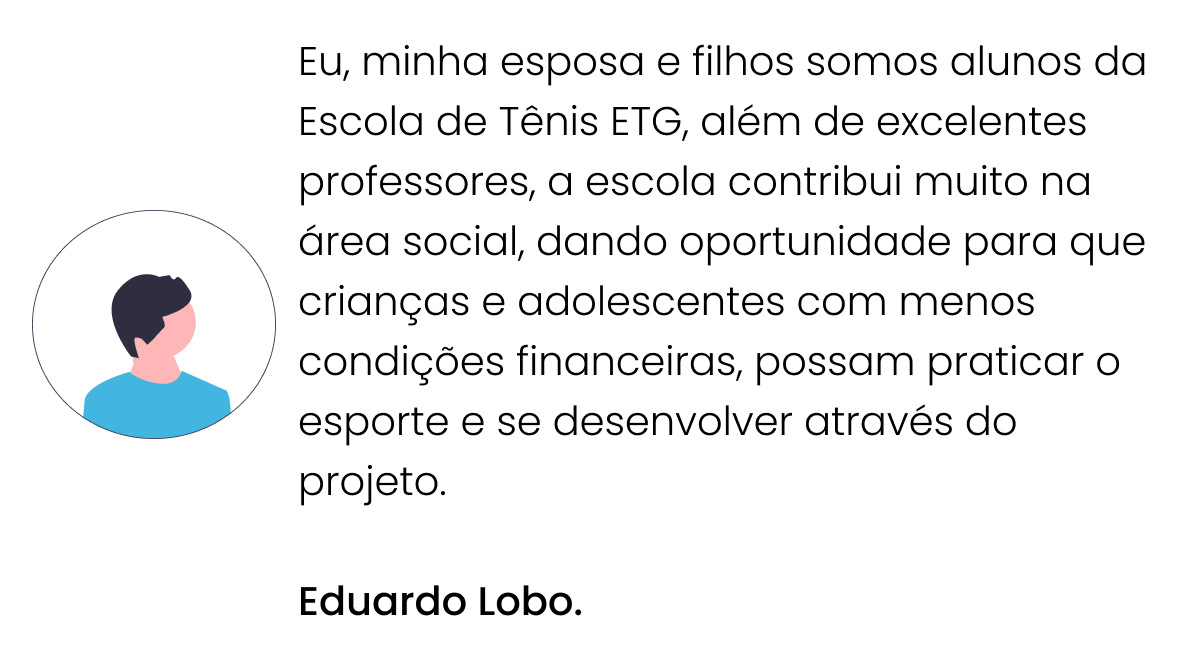 Eu, minha esposa e filhos somos alunos da
Escola de Tênis ETG, além de excelentes
professores, a escola contribui muito na
área social, dando oportunidade para que
crianças e adolescentes com menos
condições financeiras, possam praticar o
esporte e se desenvolver através do
projeto.
Eduardo Lobo.